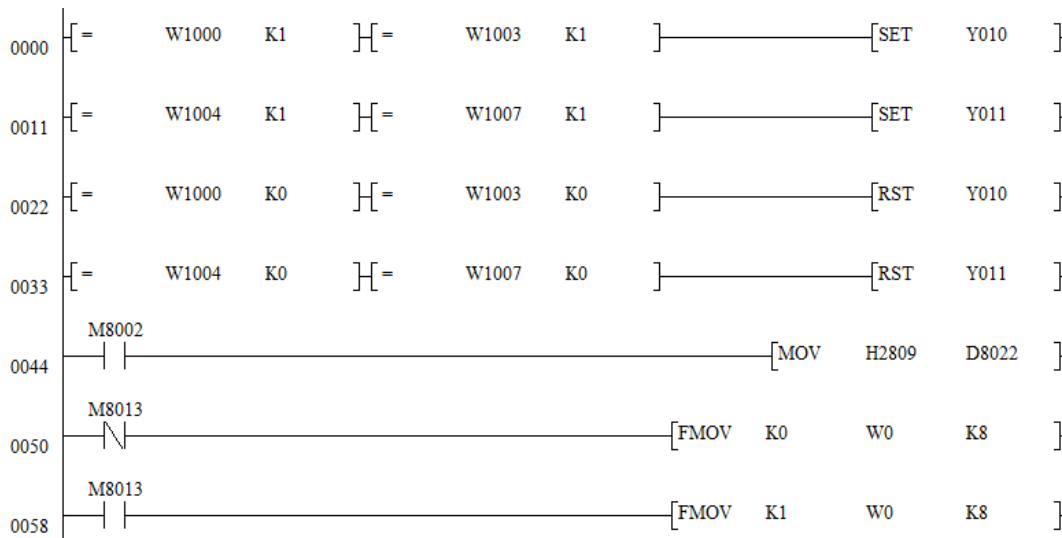 0000 = W1000 K1 = W1003 K1 SET Y010
0011 = W1004 K1 = W1007 K1 SET Y011
0022 = W1000 K0 = W1003 K0 RST Y010
0033 = W1004 K0 = W1007 K0 RST Y011
M8002
0044 MOV H2809 D8022
M8013
0050 FMOV K0 W0 K8
M8013
0058 FMOV K1 W0 K8